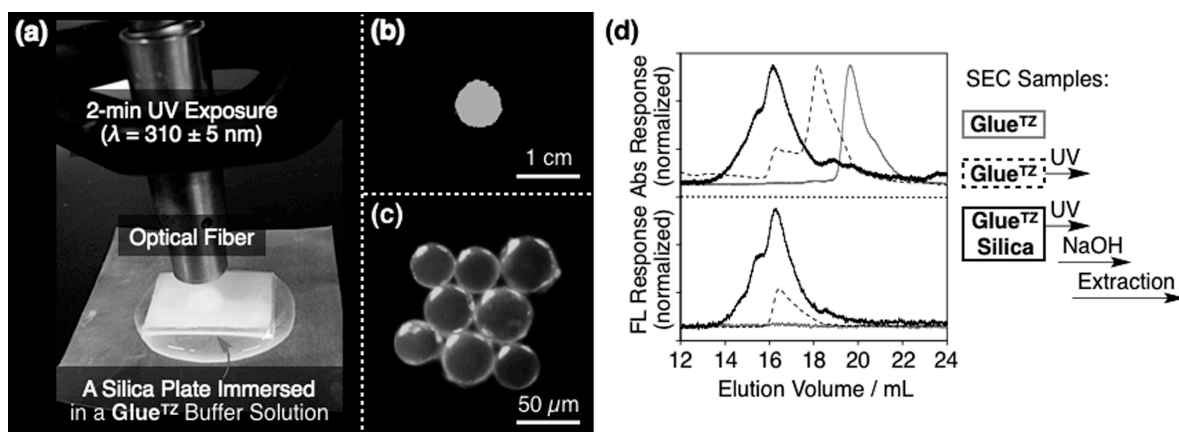 (a)
2-min UV Exposure
(λ = 310 ± 5 nm)
Optical Fiber
A Silica Plate Immersed
in a Glueᵀᶻ Buffer Solution
(b)
1 cm
(c)
50 μm
(d)
Abs Response
(normalized)
FL Response
(normalized)
12 14 16 18 20 22 24
Elution Volume / mL
SEC Samples:
Glueᵀᶻ
Glueᵀᶻ
UV
Glueᵀᶻ
Silica
UV
NaOH
Extraction